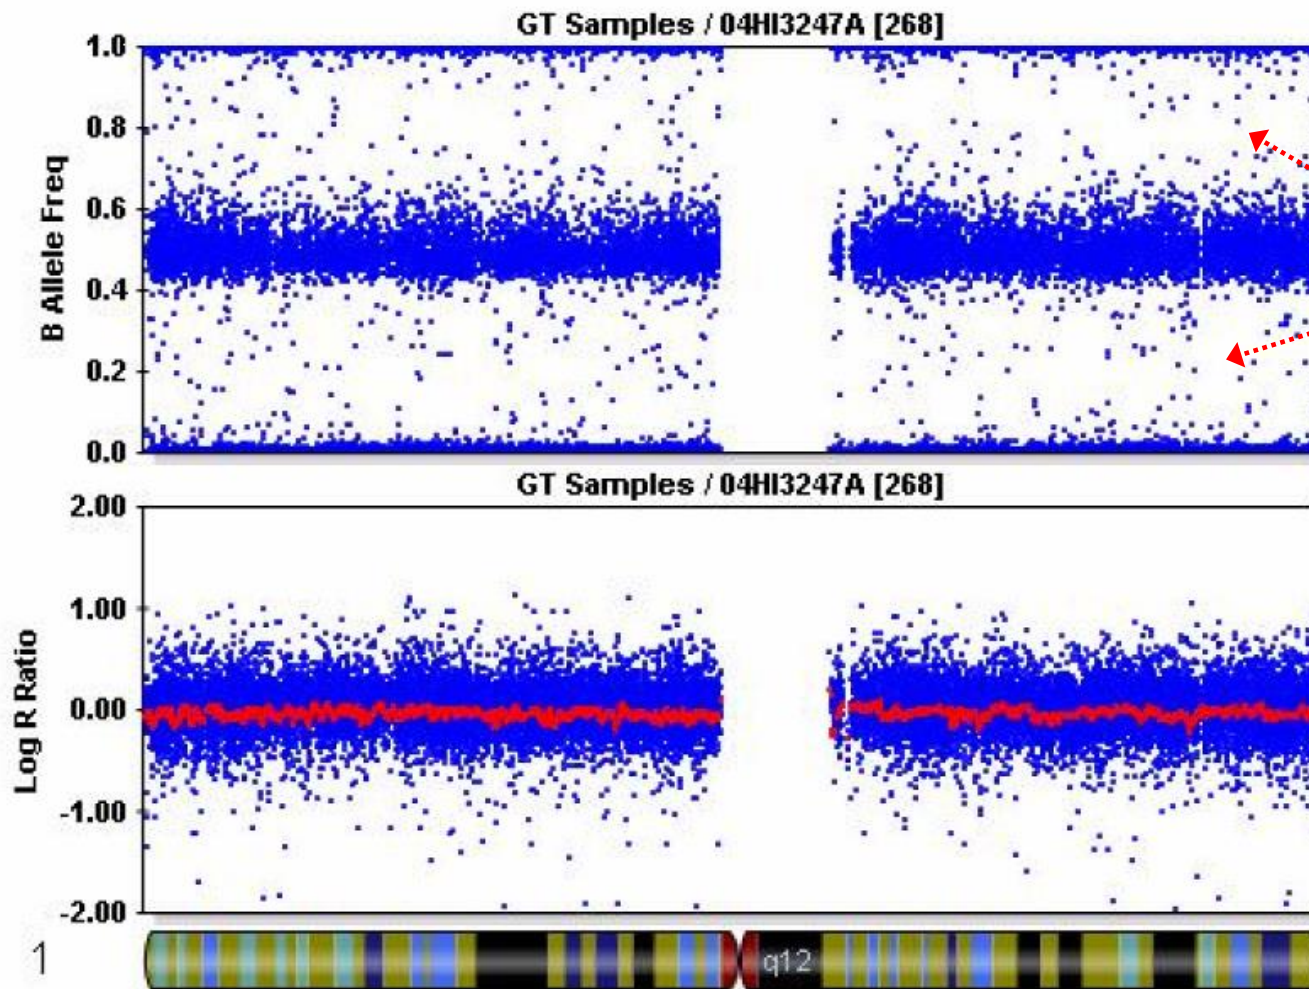 GT Samples / 04HI3247A [268]
1.0
0.8
0.6
0.4
0.2
0.0
B Allele Freq
GT Samples / 04HI3247A [268]
2.00
1.00
0.00
-1.00
-2.00
Log R Ratio
1
q12